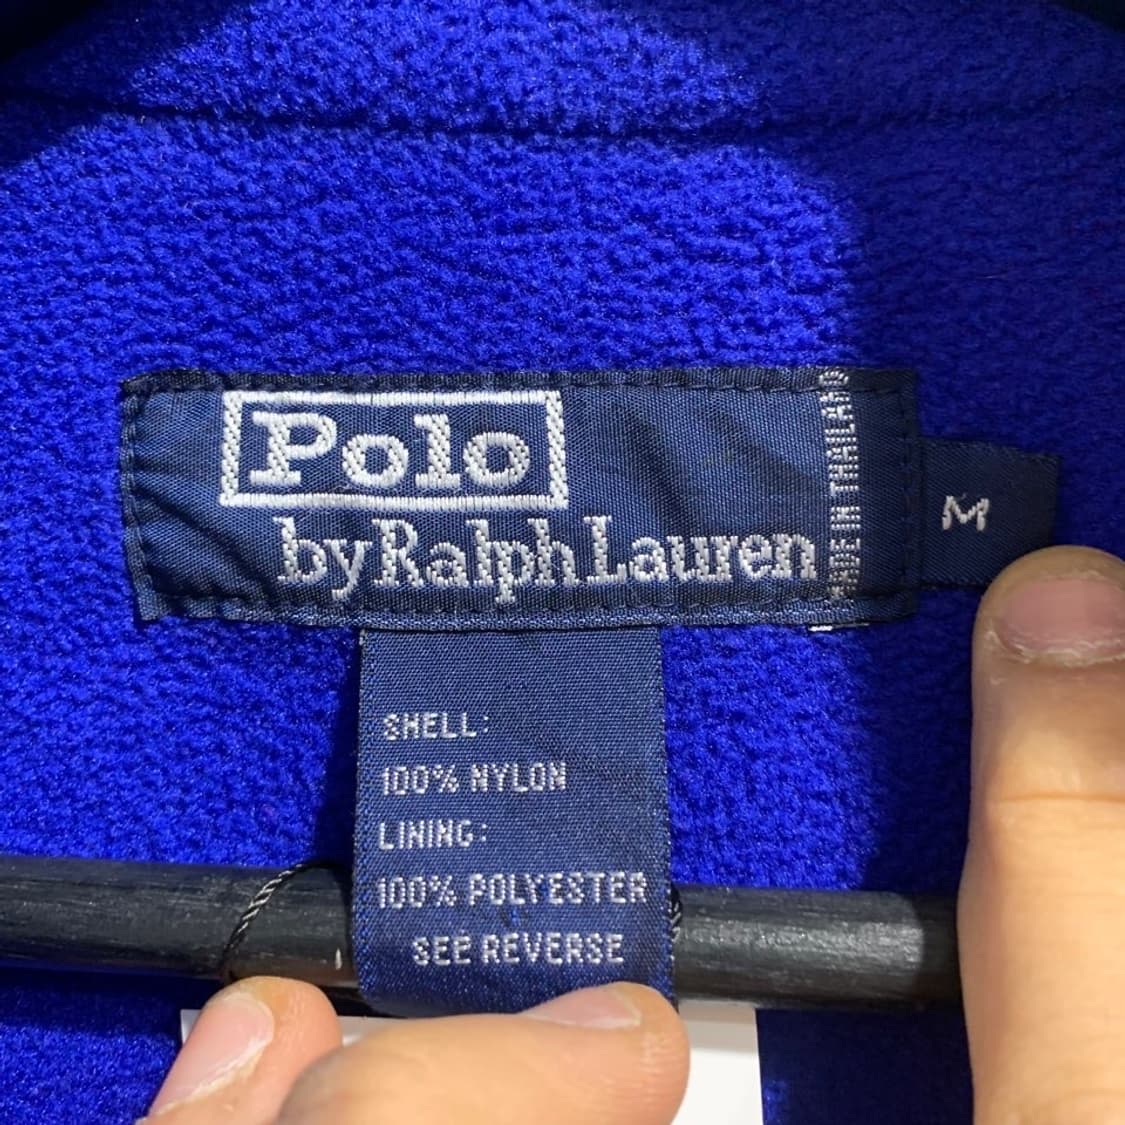 Polo
by Ralph Lauren
MADE IN THAILAND
M
SHELL:
100% NYLON
LINING:
100% POLYESTER
SEE REVERSE